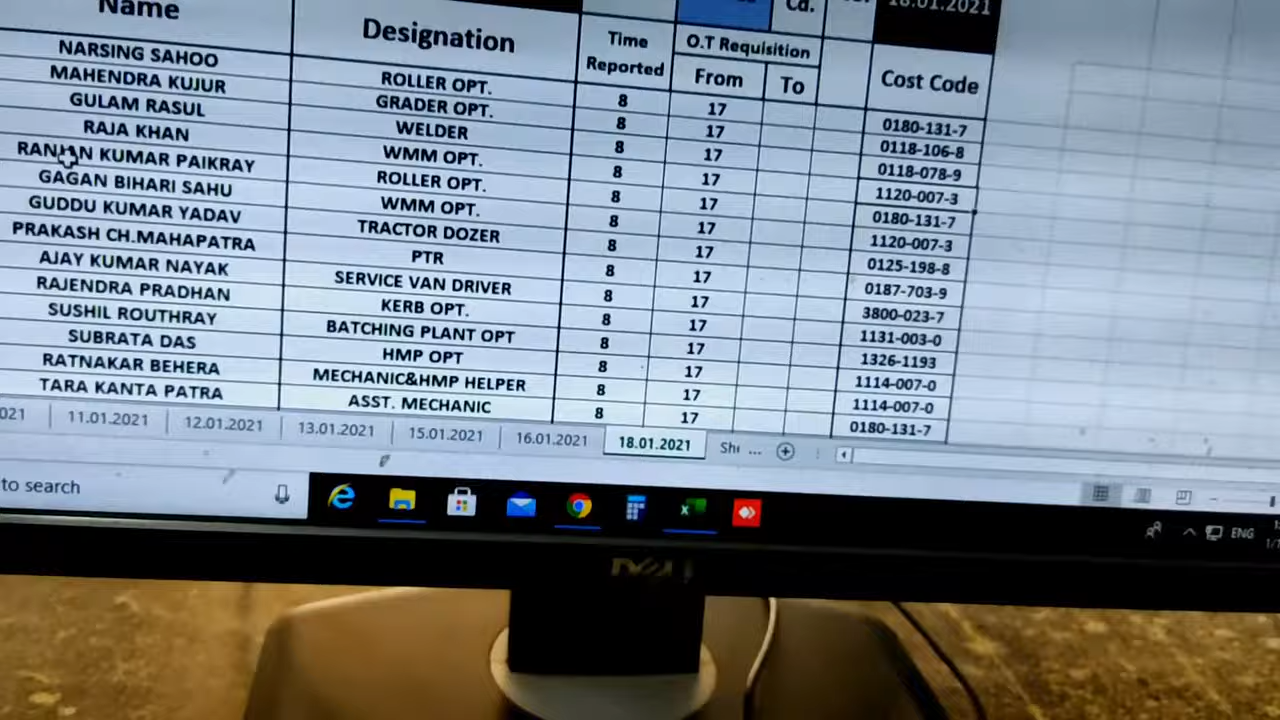 18.01.2021
Cd.
Name Designation Time Reported O.T Requisition From To Cost Code
NARSING SAHOO ROLLER OPT. 8 17 0180-131-7
MAHENDRA KUJUR GRADER OPT. 8 17 0118-106-8
GULAM RASUL WELDER 8 17 0118-078-9
RAJA KHAN WMM OPT. 8 17 1120-007-3
RANJAN KUMAR PAIKRAY ROLLER OPT. 8 17 0180-131-7
GAGAN BIHARI SAHU WMM OPT. 8 17 1120-007-3
GUDDU KUMAR YADAV TRACTOR DOZER 8 17 0125-198-8
PRAKASH CH.MAHAPATRA PTR 8 17 0187-703-9
AJAY KUMAR NAYAK SERVICE VAN DRIVER 8 17 3800-023-7
RAJENDRA PRADHAN KERB OPT. 8 17 1131-003-0
SUSHIL ROUTHRAY BATCHING PLANT OPT 8 17 1326-1193
SUBRATA DAS HMP OPT 8 17 1114-007-0
RATNAKAR BEHERA MECHANIC&HMP HELPER 8 17 1114-007-0
TARA KANTA PATRA ASST. MECHANIC 8 17 0180-131-7
021 11.01.2021 12.01.2021 13.01.2021 15.01.2021 16.01.2021 18.01.2021 She ...
to search
ENG
DELL